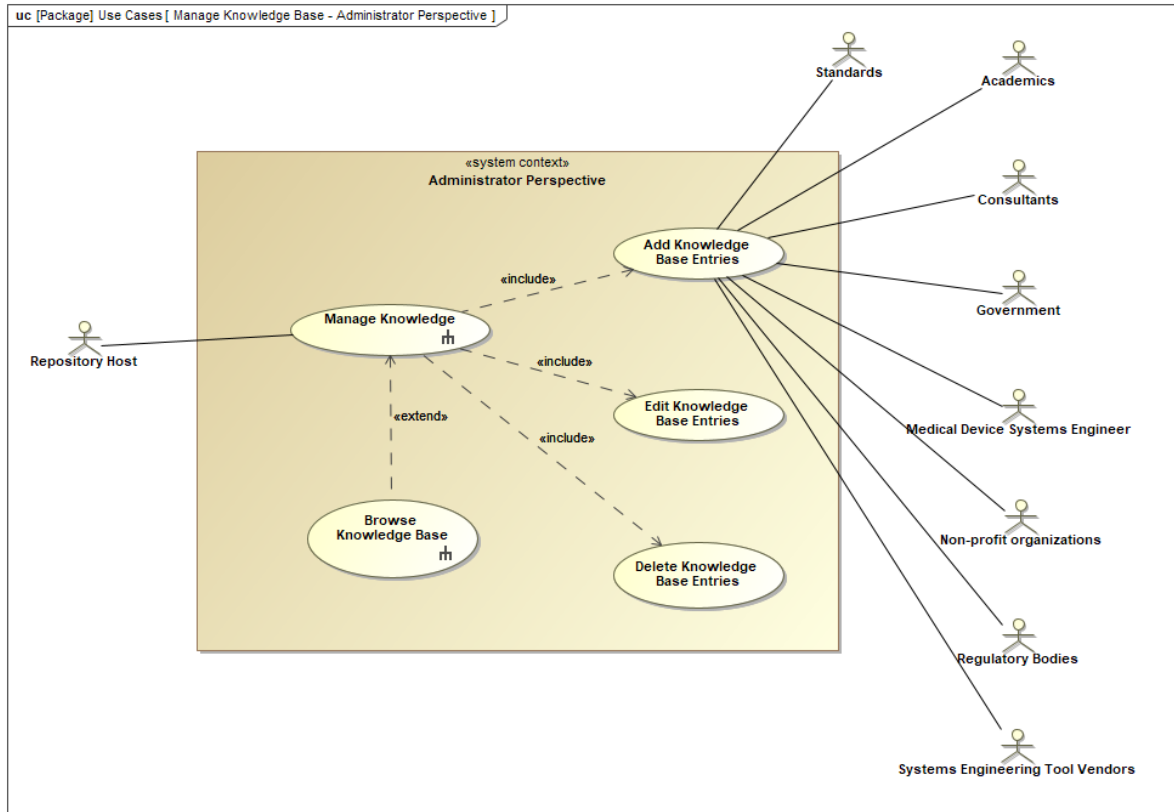 uc [Package] Use Cases [ Manage Knowledge Base - Administrator Perspective ]
Standards
Academics
«system context»
Administrator Perspective
Consultants
Add Knowledge
Base Entries
«include»
Government
Manage Knowledge
Repository Host
«include»
«extend»
Edit Knowledge
Base Entries
Medical Device Systems Engineer
«include»
Browse
Knowledge Base
Non-profit organizations
Delete Knowledge
Base Entries
Regulatory Bodies
Systems Engineering Tool Vendors